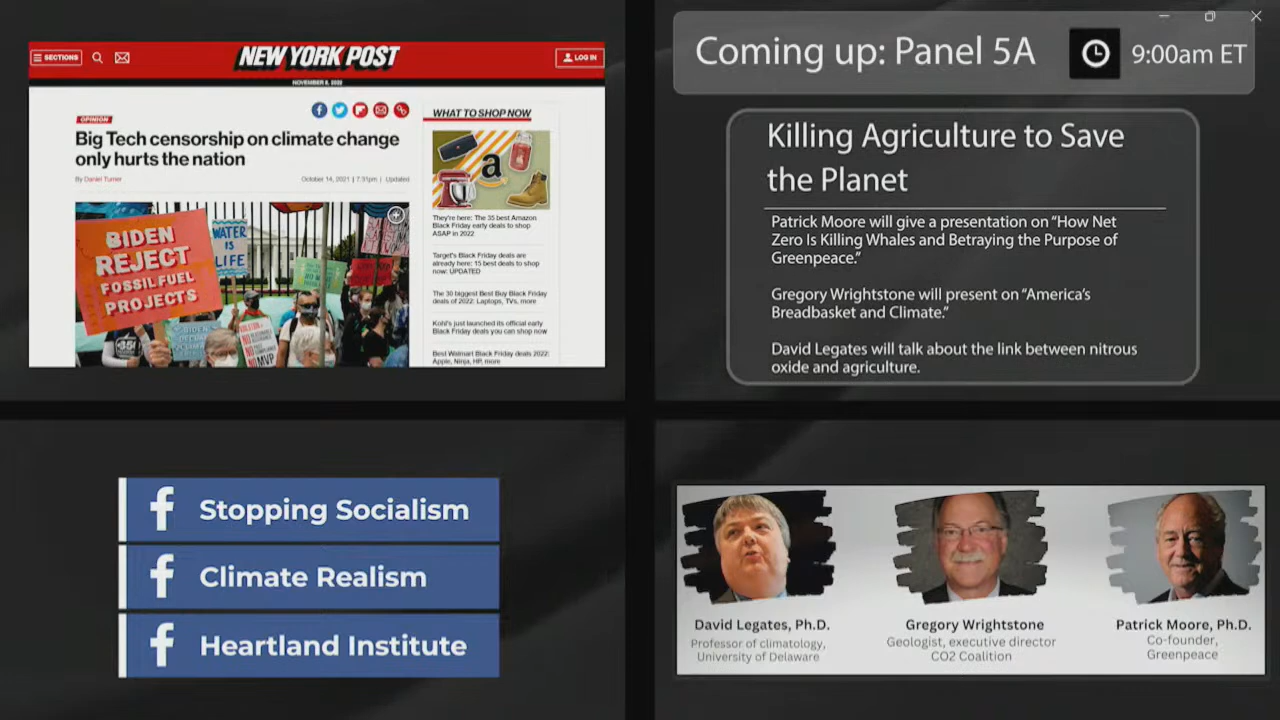 SECTIONS
NEW YORK POST
LOG IN
NOVEMBER 8, 2022
OPINION
Big Tech censorship on climate change
only hurts the nation
By Daniel Turner
October 14, 2021 | 7:31pm | Updated
BIDEN
REJECT
FOSSIL FUEL
PROJECTS
WATER
IS
LIFE
NO
MVP
WHAT TO SHOP NOW
a
They're here: The 35 best Amazon
Black Friday early deals to shop
ASAP in 2022
Target's Black Friday deals are
already here: 15 best deals to shop
now: UPDATED
The 30 biggest Best Buy Black Friday
deals of 2022: Laptops, TVs, more
Kohl's just launched its official early
Black Friday deals you can shop now
Best Walmart Black Friday deals 2022:
Apple, Ninja, HP, more
Coming up: Panel 5A
9:00am ET
Killing Agriculture to Save
the Planet
Patrick Moore will give a presentation on “How Net
Zero Is Killing Whales and Betraying the Purpose of
Greenpeace.”
Gregory Wrightstone will present on “America’s
Breadbasket and Climate.”
David Legates will talk about the link between nitrous
oxide and agriculture.
f Stopping Socialism
f Climate Realism
f Heartland Institute
David Legates, Ph.D.
Professor of climatology,
University of Delaware
Gregory Wrightstone
Geologist, executive director
CO2 Coalition
Patrick Moore, Ph.D.
Co-founder,
Greenpeace